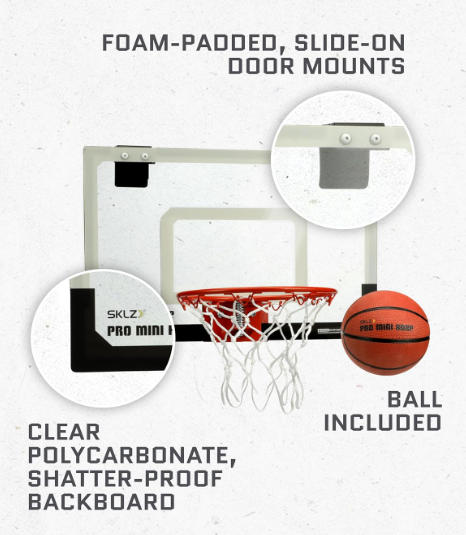 FOAM-PADDED, SLIDE-ON
DOOR MOUNTS
SKLZ
PRO MINI
SKLZ
PRO MINI HOOP
BALL
INCLUDED
CLEAR
POLYCARBONATE,
SHATTER-PROOF
BACKBOARD